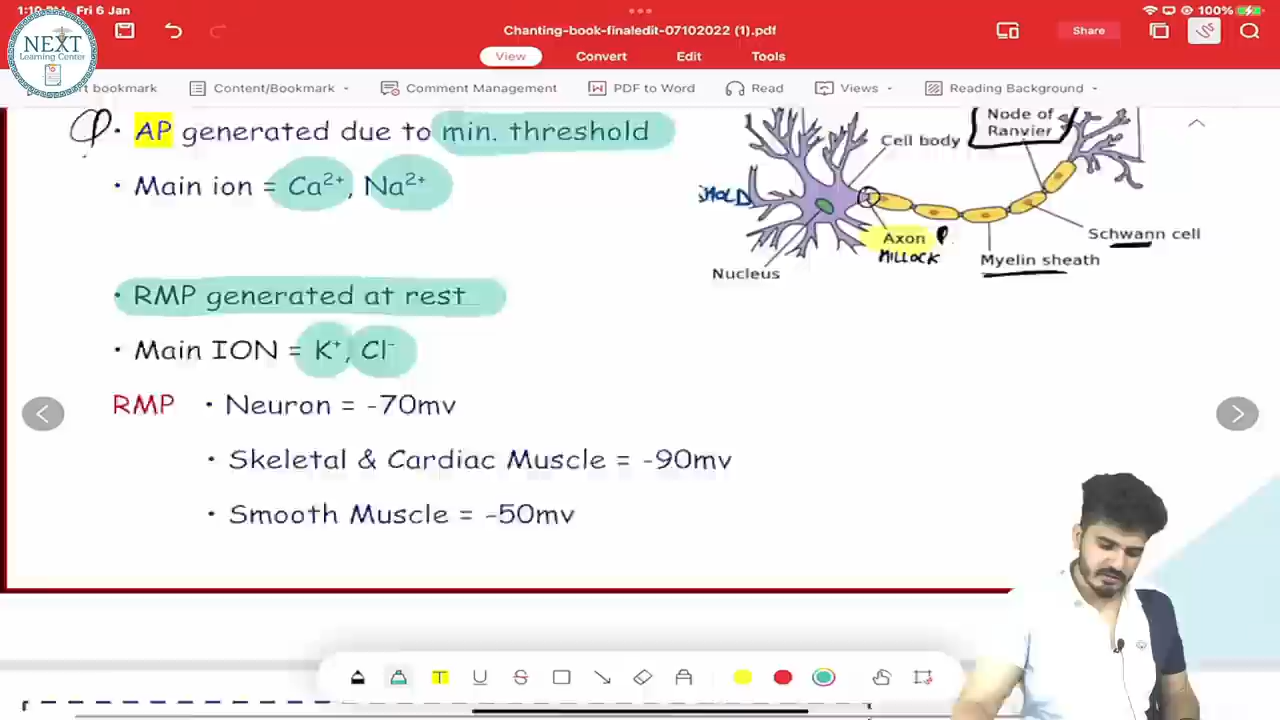 1:10 Fri 6 Jan
100%
NEXT
Learning Center
Chanting-book-finaledit-07102022 (1).pdf
Share
View Convert Edit Tools
bookmark Content/Bookmark Comment Management PDF to Word Read Views Reading Background
φ • AP generated due to min. threshold
• Main ion = Ca²⁺, Na²⁺
• RMP generated at rest
• Main ION = K⁺, Cl⁻
RMP • Neuron = -70mv
• Skeletal & Cardiac Muscle = -90mv
• Smooth Muscle = -50mv
Node of
Ranvier
Cell body
Schwann cell
Axon
HILLOCK
Myelin sheath
Nucleus
T U S